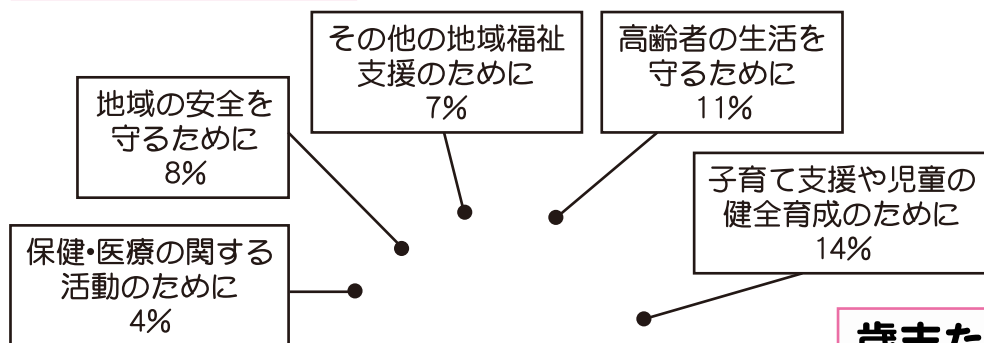 その他の地域福祉
支援のために
7%
高齢者の生活を
守るために
11%
地域の安全を
守るために
8%
子育て支援や児童の
健全育成のために
14%
保健・医療の関する
活動のために
4%
歳末た